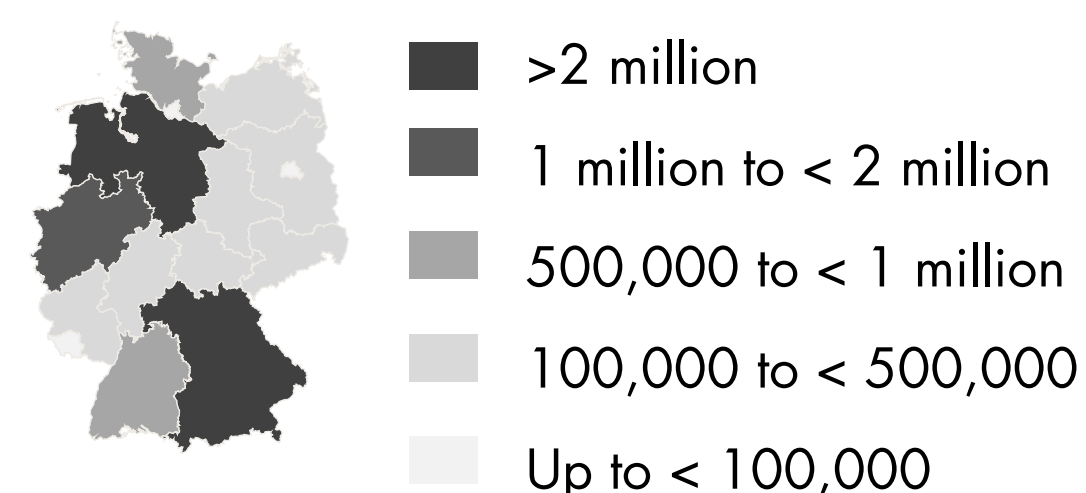 >2 million
1 million to < 2 million
500,000 to < 1 million
100,000 to < 500,000
Up to < 100,000